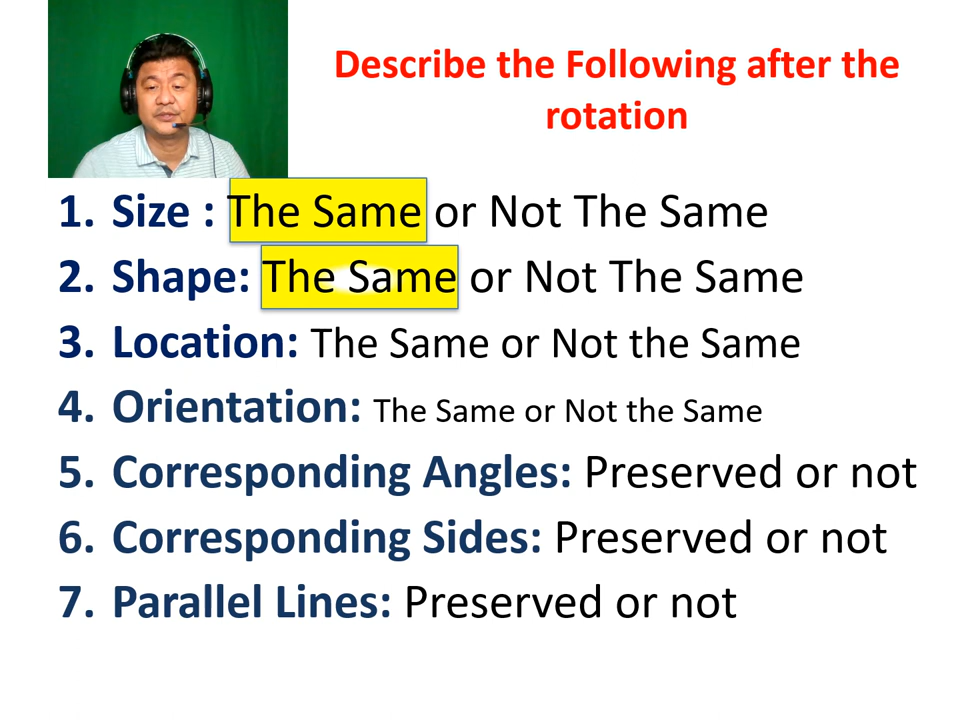 Describe the Following after the
rotation
1. Size : The Same or Not The Same
2. Shape: The Same or Not The Same
3. Location: The Same or Not the Same
4. Orientation: The Same or Not the Same
5. Corresponding Angles: Preserved or not
6. Corresponding Sides: Preserved or not
7. Parallel Lines: Preserved or not